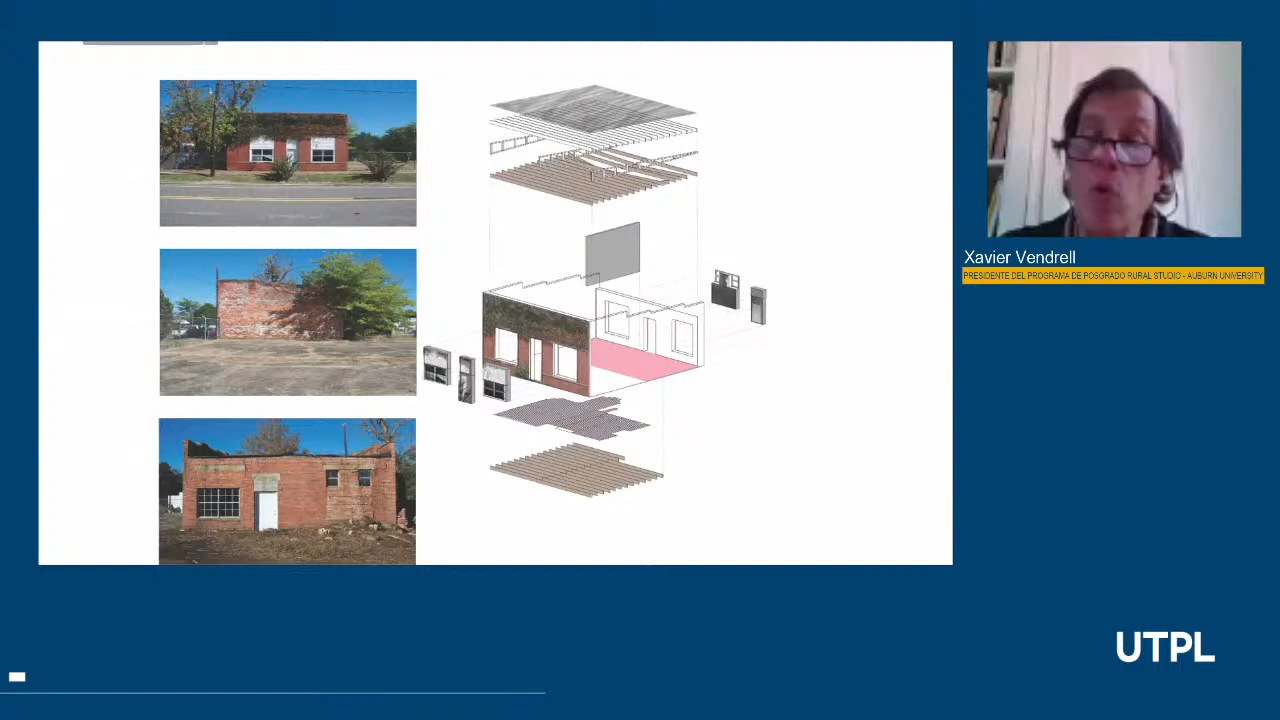 Xavier Vendrell
PRESIDENTE DEL PROGRAMA DE POSGRADO RURAL STUDIO - AUBURN UNIVERSITY
UTPL